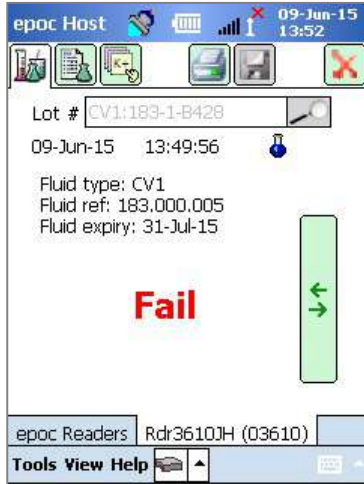 epoc Host
09-Jun-15
13:52
K+
Lot # CV1:183-1-B428
09-Jun-15 13:49:56
Fluid type: CV1
Fluid ref: 183.000.005
Fluid expiry: 31-Jul-15
Fail
epoc Readers Rdr3610JH (03610)
Tools View Help